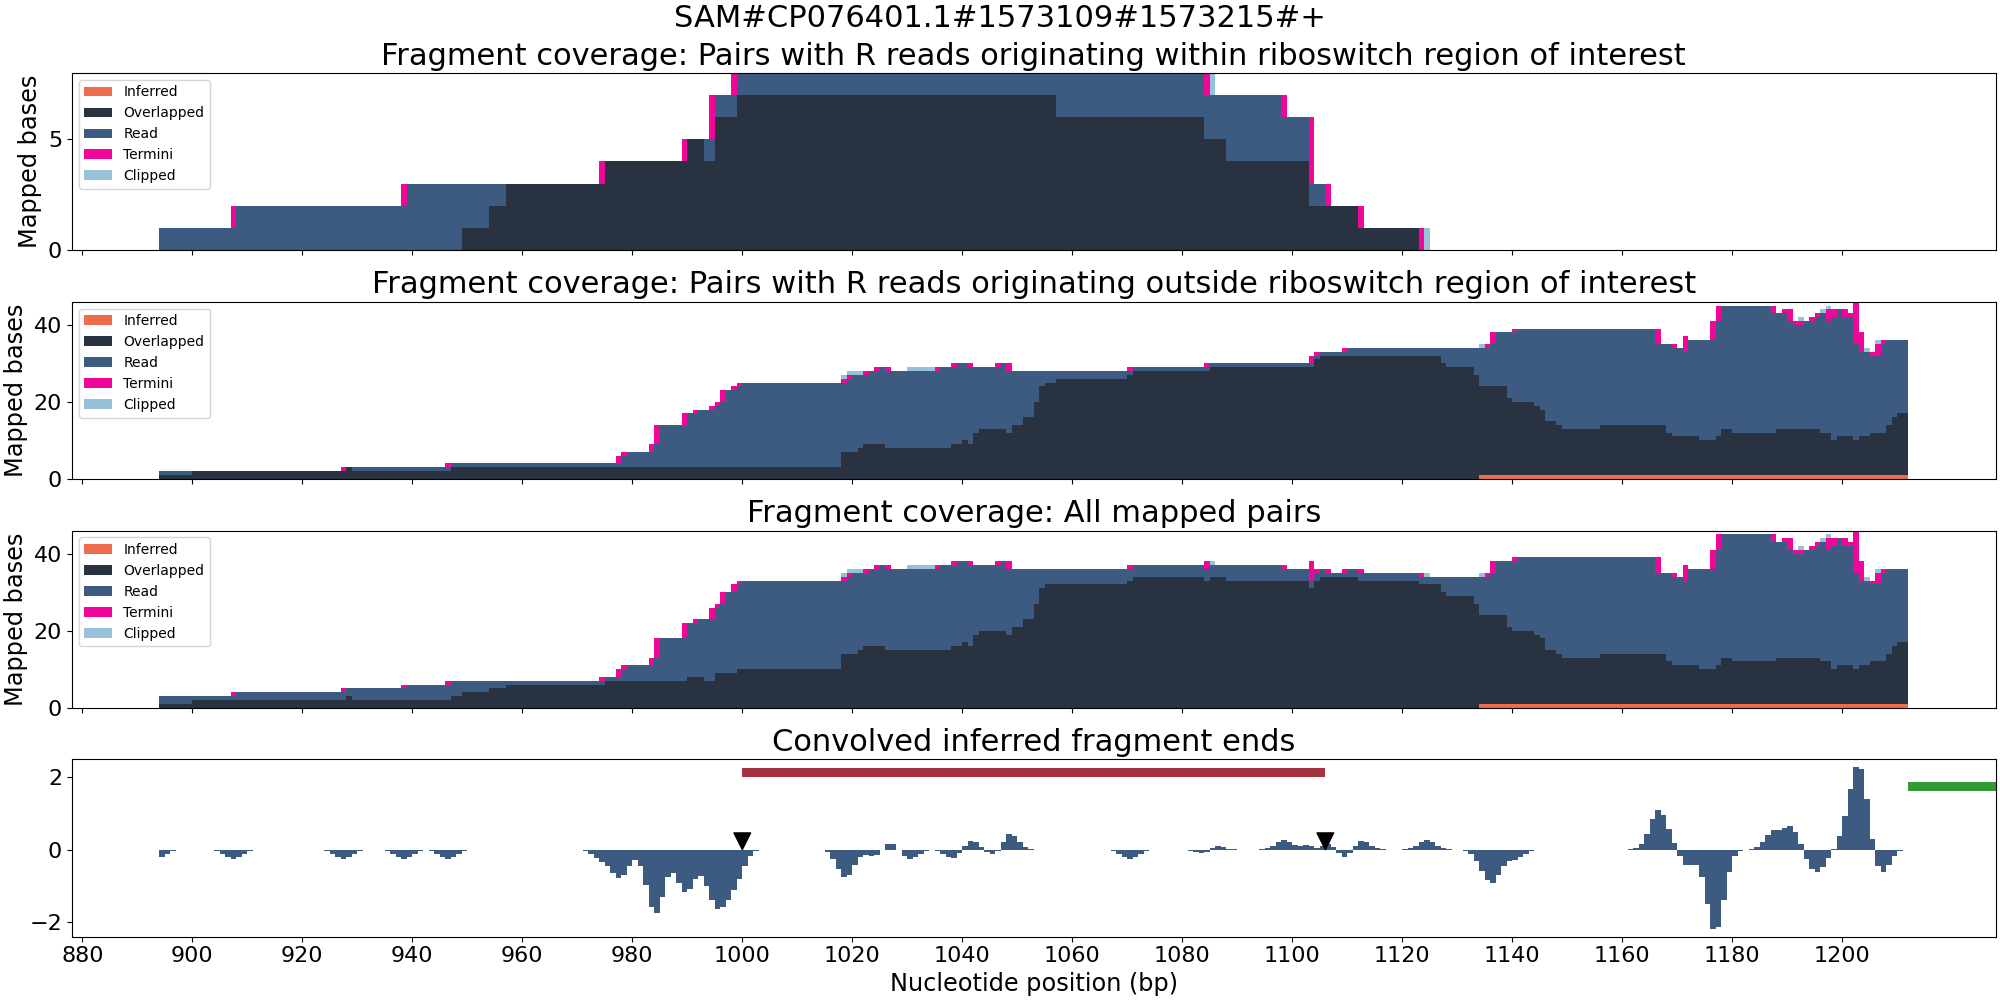 SAM#CP076401.1#1573109#1573215#+
Fragment coverage: Pairs with R reads originating within riboswitch region of interest
Mapped bases
5
0
Inferred
Overlapped
Read
Termini
Clipped
Fragment coverage: Pairs with R reads originating outside riboswitch region of interest
Mapped bases
40
20
0
Inferred
Overlapped
Read
Termini
Clipped
Fragment coverage: All mapped pairs
Mapped bases
40
20
0
Inferred
Overlapped
Read
Termini
Clipped
Convolved inferred fragment ends
2
0
−2
880 900 920 940 960 980 1000 1020 1040 1060 1080 1100 1120 1140 1160 1180 1200
Nucleotide position (bp)